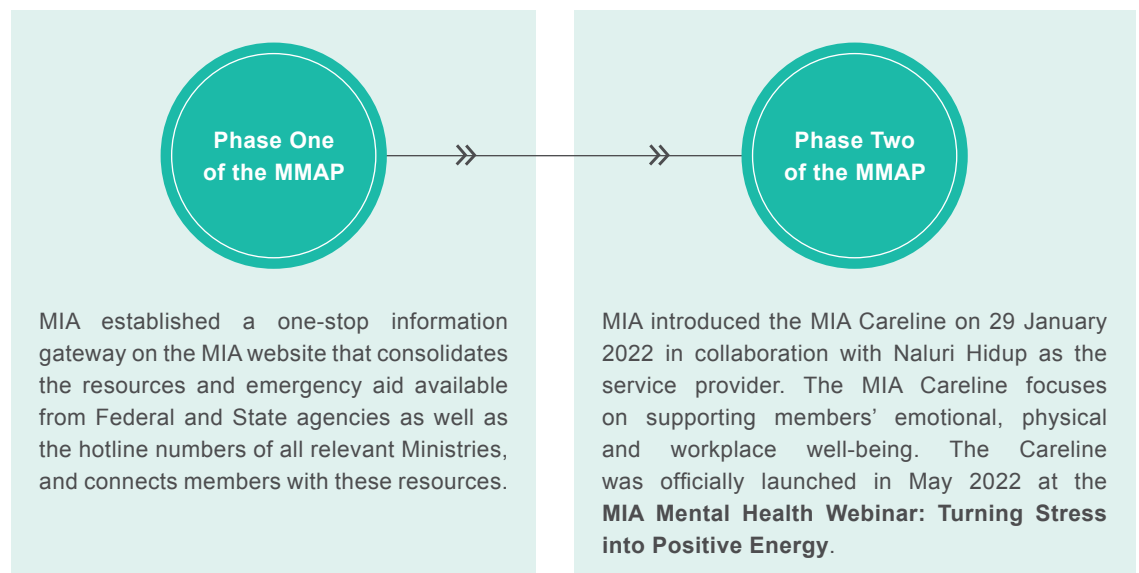 Phase One
of the MMAP
Phase Two
of the MMAP
MIA established a one-stop information
gateway on the MIA website that consolidates
the resources and emergency aid available
from Federal and State agencies as well as
the hotline numbers of all relevant Ministries,
and connects members with these resources.
MIA introduced the MIA Careline on 29 January
2022 in collaboration with Naluri Hidup as the
service provider. The MIA Careline focuses
on supporting members’ emotional, physical
and workplace well-being. The Careline
was officially launched in May 2022 at the
MIA Mental Health Webinar: Turning Stress
into Positive Energy.